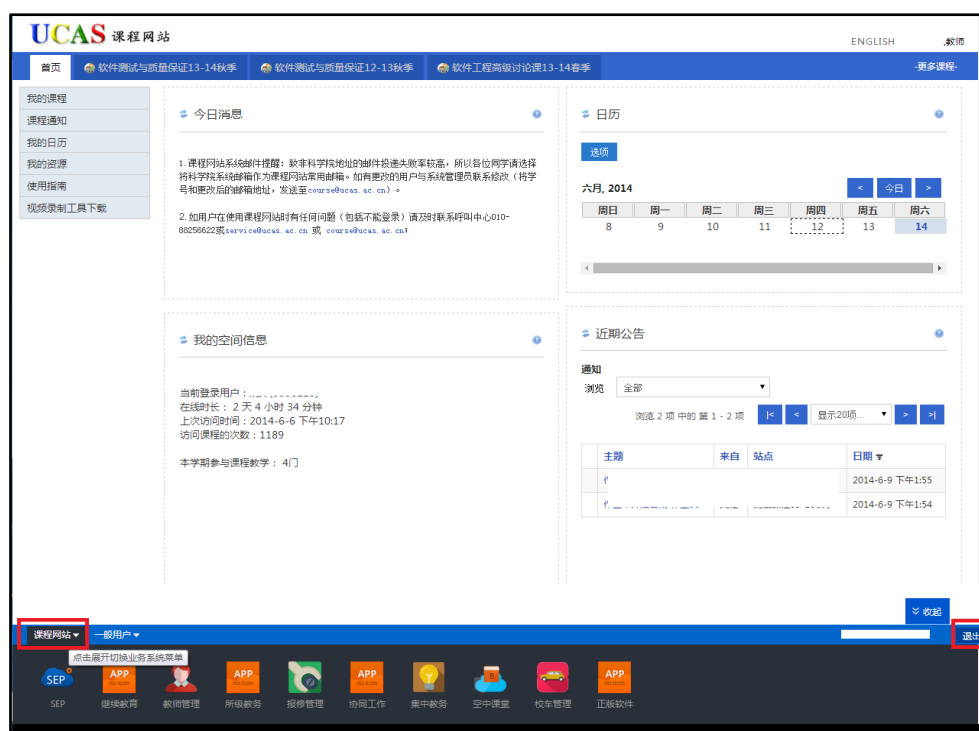 UCAS 课程网站
ENGLISH
,教师
首页 软件测试与质量保证13-14秋季 软件测试与质量保证12-13秋季 软件工程高级讨论课13-14春季 -更多课程-
我的课程
课程通知
我的日历
我的资源
使用指南
视频录制工具下载
今日消息
1.课程网站系统邮件提醒：致非科学院地址的邮件投递失败率较高，所以各位同学请选择
将科学院系统邮箱作为课程网站常用邮箱。如有更改的用户与系统管理员联系修改（将学
号和更改后的邮箱地址，发送至course@ucas.ac.cn）。
2.如用户在使用课程网站时有任何问题（包括不能登录）请及时联系呼叫中心010-
88256622或service@ucas.ac.cn 或 course@ucas.ac.cn
日历
选项
六月, 2014
< 今日 >
周日 周一 周二 周三 周四 周五 周六
8 9 10 11 12 13 14
我的空间信息
当前登录用户：
在线时长： 2 天 4 小时 34 分钟
上次访问时间：2014-6-6 下午10:17
访问课程的次数：1189
本学期参与课程教学： 4门
近期公告
通知
浏览 全部
浏览 2 项 中的 第 1 - 2 项 |< < 显示20项... > >|
主题 来自 站点 日期
2014-6-9 下午1:55
2014-6-9 下午1:54
收起
课程网站 一般用户 退出
点击展开切换业务系统菜单
SEP
APP
no icon
APP
no icon
APP
no icon
APP
no icon
SEP 继续教育 教师管理 所级教务 报修管理 协同工作 集中教务 空中课堂 校车管理 正版软件